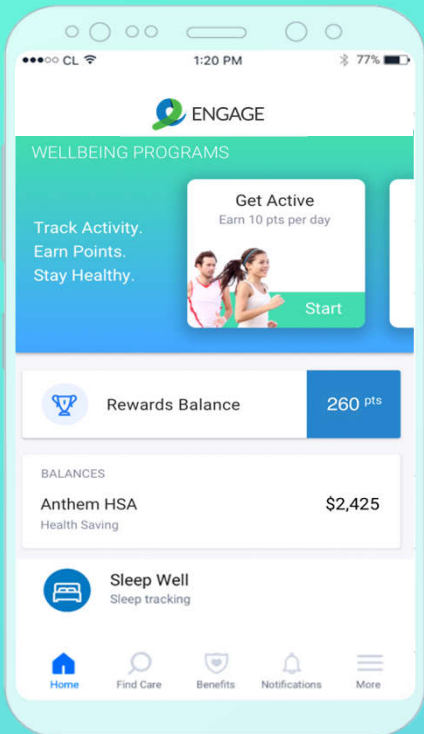 CL 1:20 PM 77%
ENGAGE
WELLBEING PROGRAMS
Track Activity.
Earn Points.
Stay Healthy.
Get Active
Earn 10 pts per day
Start
Rewards Balance 260 pts
BALANCES
Anthem HSA $2,425
Health Saving
Sleep Well
Sleep tracking
Home Find Care Benefits Notifications More